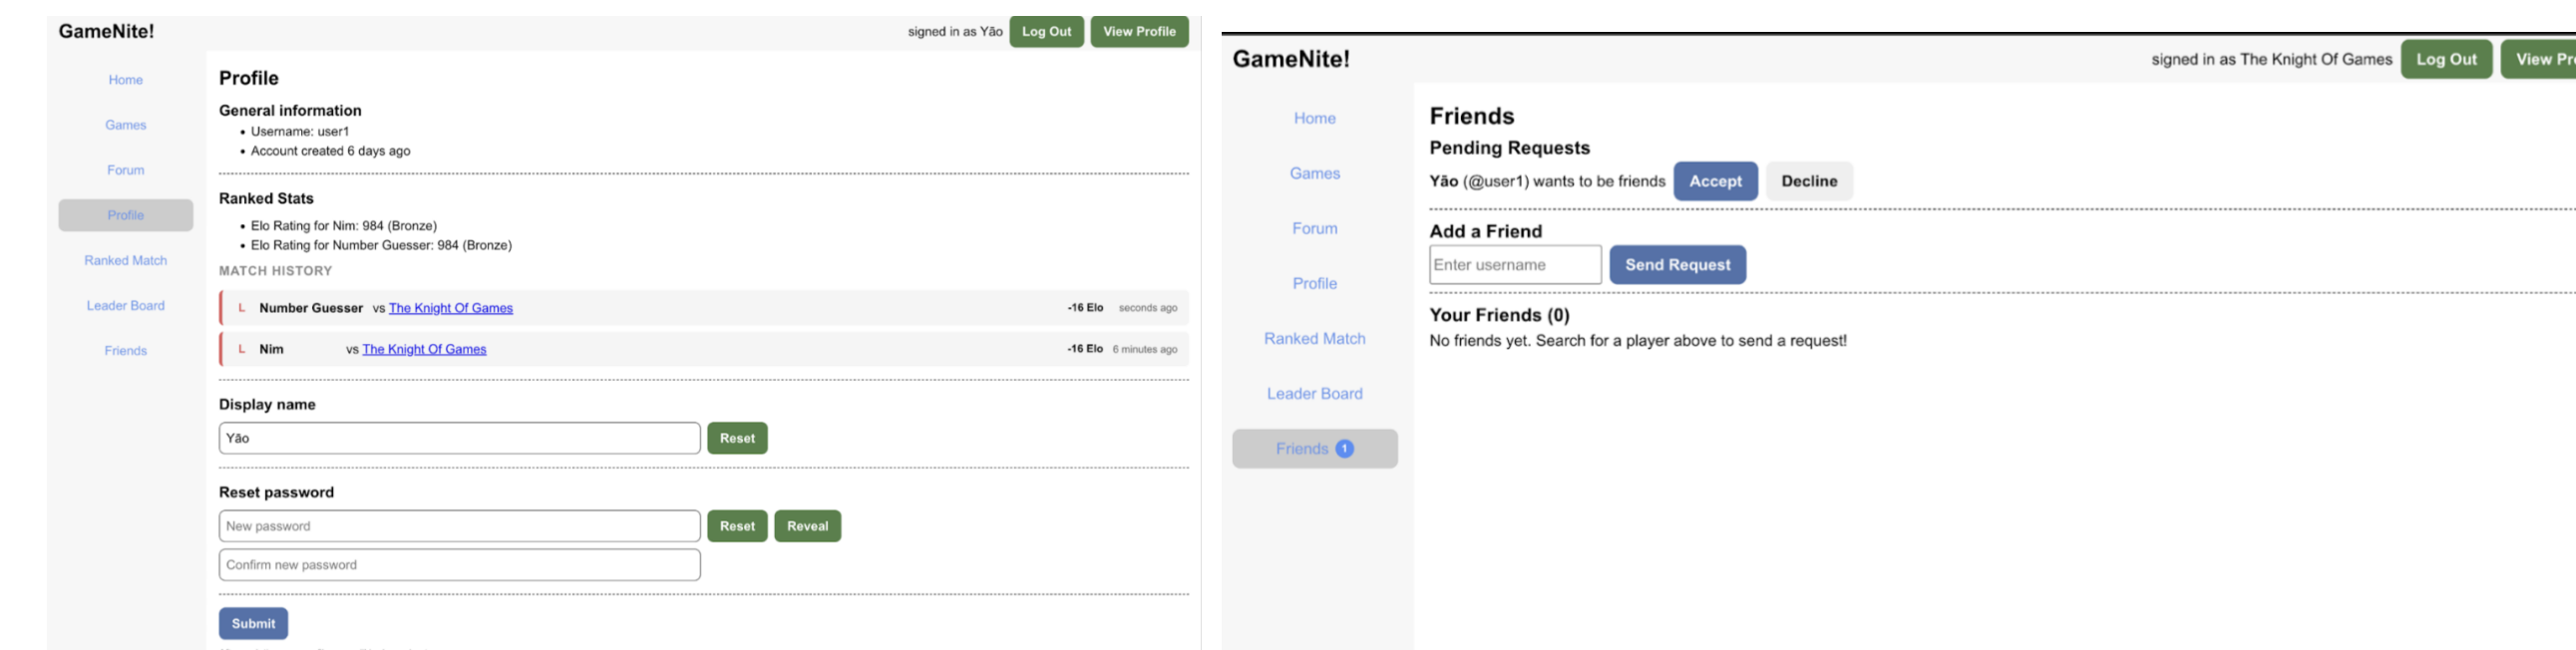 GameNite!
signed in as Yāo
Log Out
View Profile
Home
Games
Forum
Profile
Ranked Match
Leader Board
Friends
Profile
General information
• Username: user1
• Account created 6 days ago
Ranked Stats
• Elo Rating for Nim: 984 (Bronze)
• Elo Rating for Number Guesser: 984 (Bronze)
MATCH HISTORY
L Number Guesser vs The Knight Of Games -16 Elo seconds ago
L Nim vs The Knight Of Games -16 Elo 6 minutes ago
Display name
Yāo
Reset
Reset password
New password
Reset
Reveal
Confirm new password
Submit
GameNite!
signed in as The Knight Of Games
Log Out
View Pr
Home
Games
Forum
Profile
Ranked Match
Leader Board
Friends 1
Friends
Pending Requests
Yāo (@user1) wants to be friends
Accept
Decline
Add a Friend
Enter username
Send Request
Your Friends (0)
No friends yet. Search for a player above to send a request!